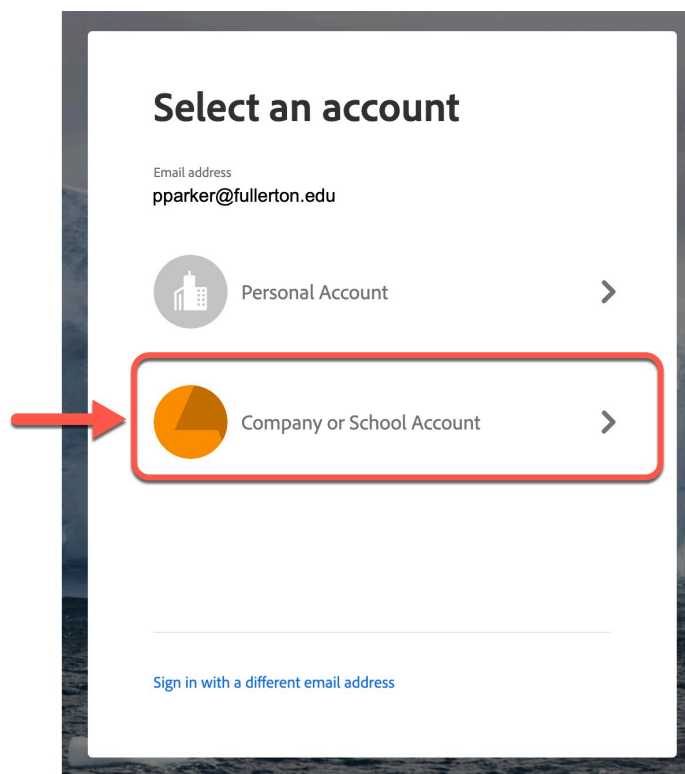 Select an account
Email address
pparker@fullerton.edu
Personal Account
Company or School Account
Sign in with a different email address